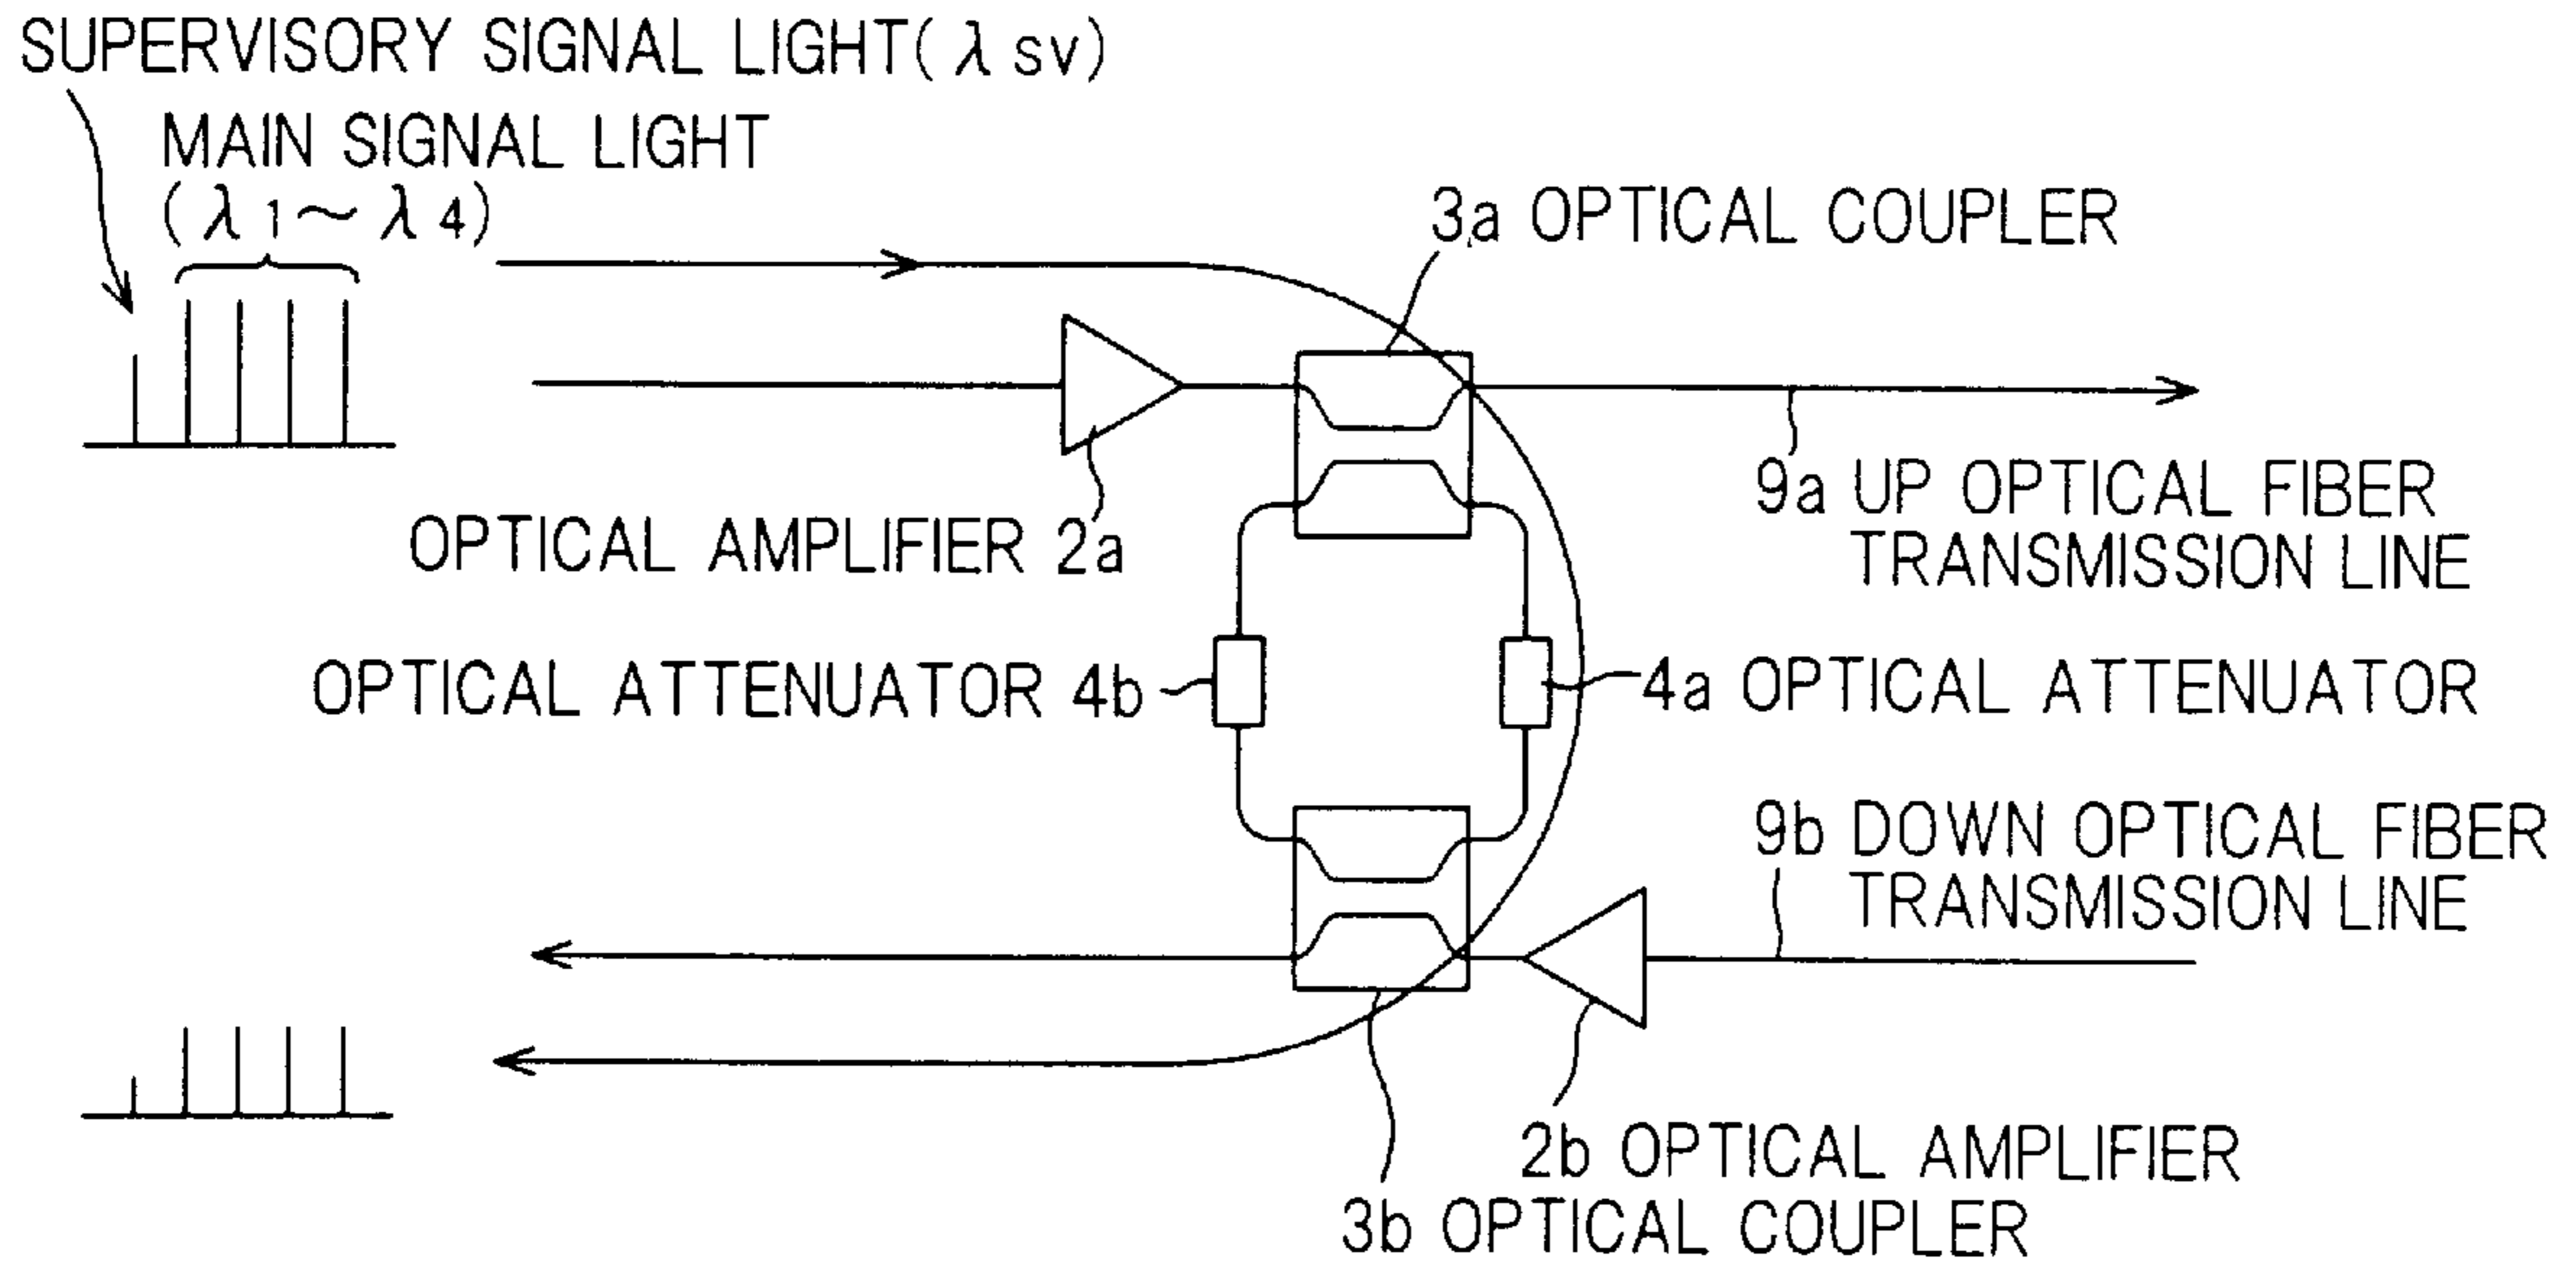 SUPERVISORY SIGNAL LIGHT(λsv)
MAIN SIGNAL LIGHT
(λ1～λ4)
3a OPTICAL COUPLER
9a UP OPTICAL FIBER
TRANSMISSION LINE
OPTICAL AMPLIFIER 2a
OPTICAL ATTENUATOR 4b
4a OPTICAL ATTENUATOR
9b DOWN OPTICAL FIBER
TRANSMISSION LINE
2b OPTICAL AMPLIFIER
3b OPTICAL COUPLER